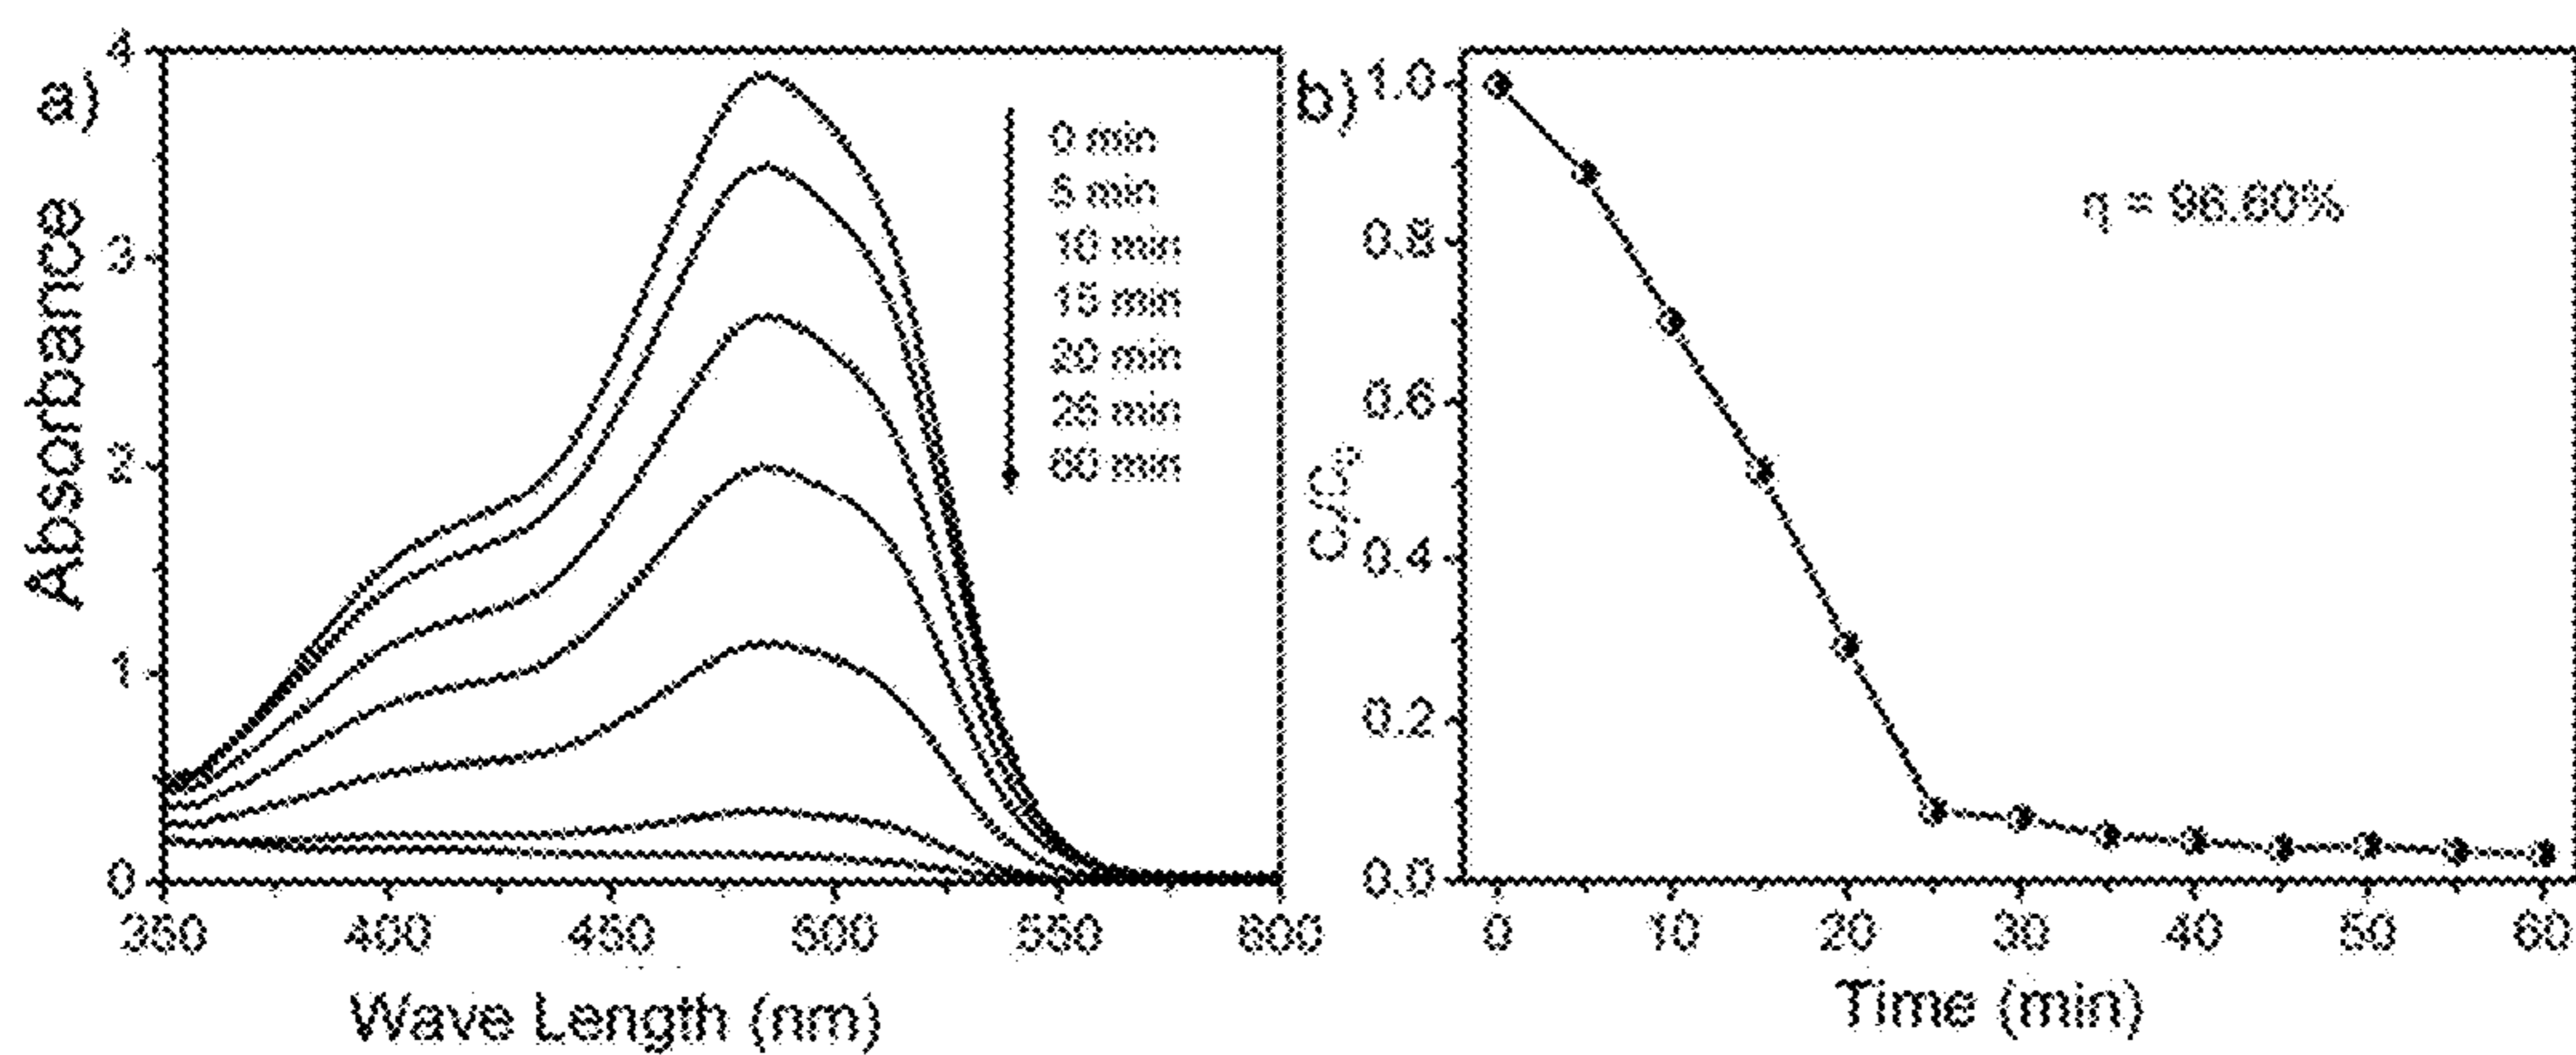 a)
Absorbance
4
3
2
1
0
0 min
5 min
10 min
15 min
20 min
25 min
60 min
350 400 450 500 550 600
Wave Length (nm)
b)
C/C₀
1.0
0.8
0.6
0.4
0.2
0.0
η = 96.60%
0 10 20 30 40 50 60
Time (min)